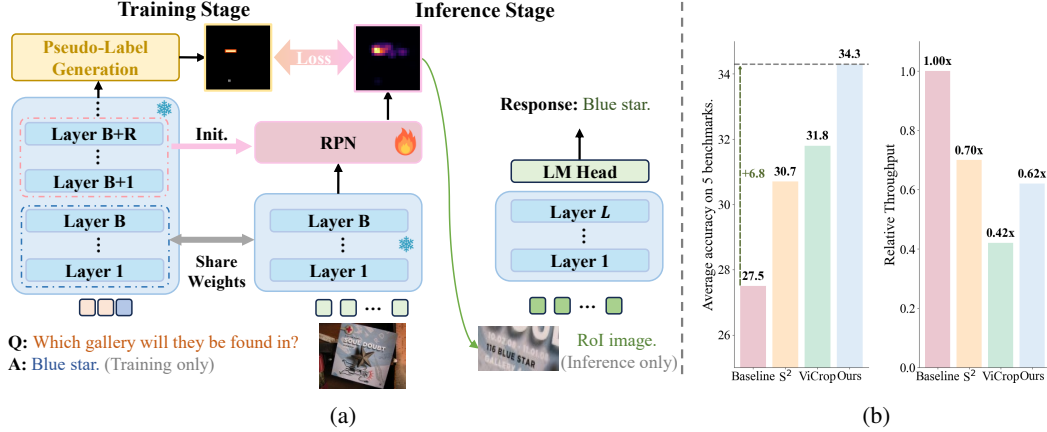 Training Stage
Inference Stage
Pseudo-Label
Generation
Loss
Response: Blue star.
Layer B+R
Layer B+1
Init.
RPN
LM Head
Layer B
Layer 1
Share
Weights
Layer B
Layer 1
Layer L
Layer 1
Q: Which gallery will they be found in?
A: Blue star. (Training only)
YOUR DOUBT
116 BLUE STAR
RoI image.
(Inference only)
(a)
Average accuracy on 5 benchmarks.
34
32
30
28
26
+6.8
27.5
30.7
31.8
34.3
Baseline S² ViCrop Ours
Relative Throughput
1.0
0.8
0.6
0.4
0.2
0.0
1.00x
0.70x
0.42x
0.62x
Baseline S² ViCrop Ours
(b)